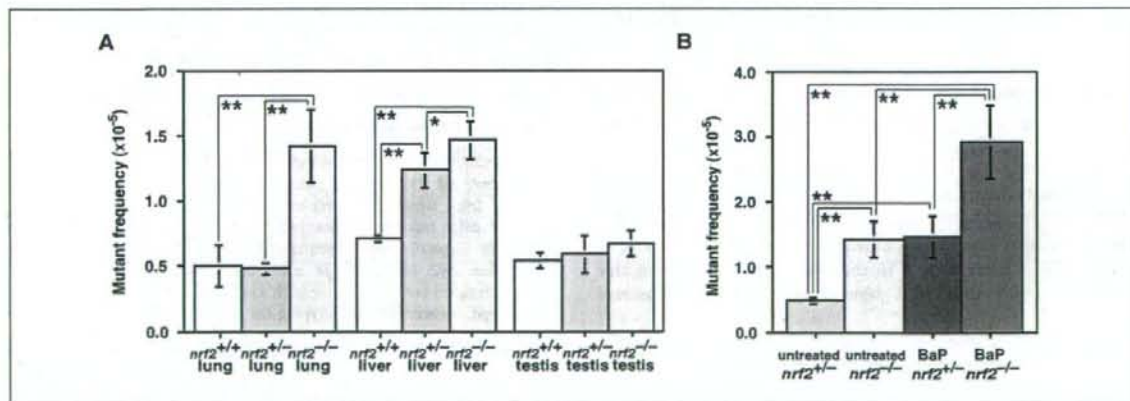 A
Mutant frequency (x10⁻⁵)
2.0
1.5
1.0
0.5
0.0
** ** ** ** *
nrf2+/+ nrf2+/− nrf2−/− nrf2+/+ nrf2+/− nrf2−/− nrf2+/+ nrf2+/− nrf2−/−
lung lung lung liver liver liver testis testis testis
B
Mutant frequency (x10⁻⁵)
4.0
3.0
2.0
1.0
0.0
**
** **
**
**
untreated untreated BaP BaP
nrf2+/− nrf2−/− nrf2+/− nrf2−/−